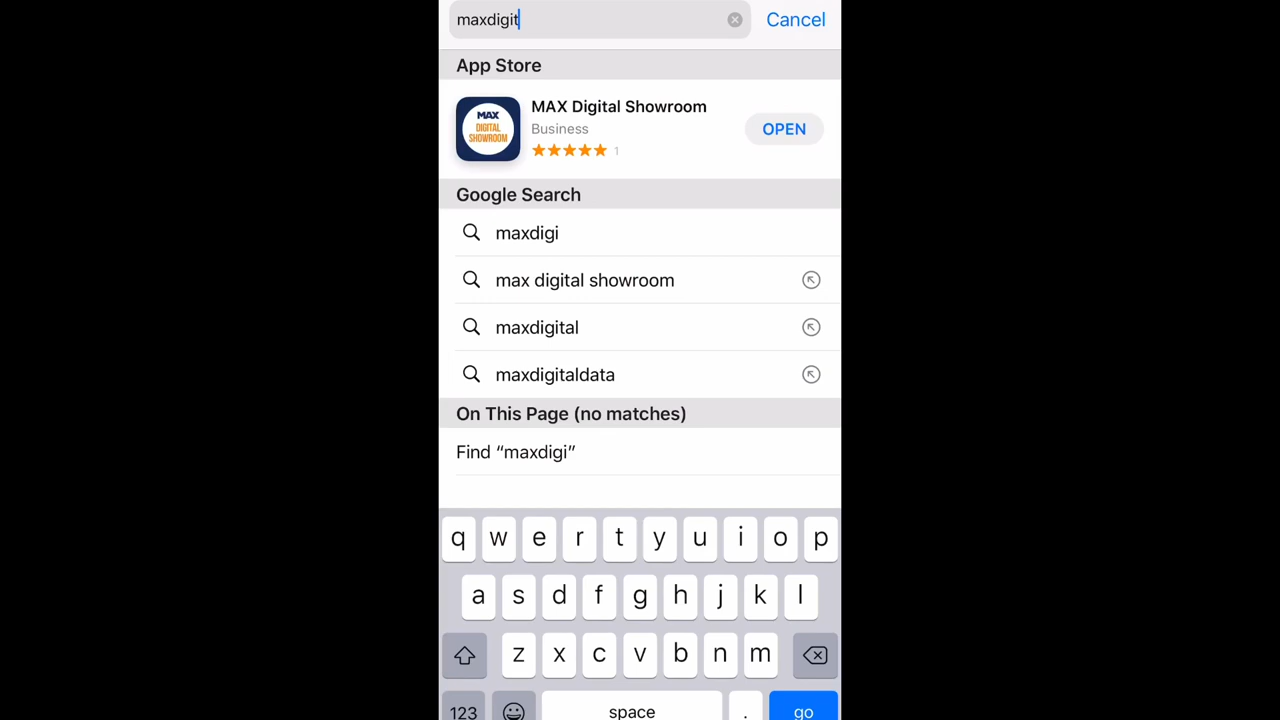 maxdigit
Cancel
App Store
MAX
DIGITAL
SHOWROOM
MAX Digital Showroom
Business
1
OPEN
Google Search
maxdigi
max digital showroom
maxdigital
maxdigitaldata
On This Page (no matches)
Find “maxdigi”
q w e r t y u i o p
a s d f g h j k l
z x c v b n m
123 space . go